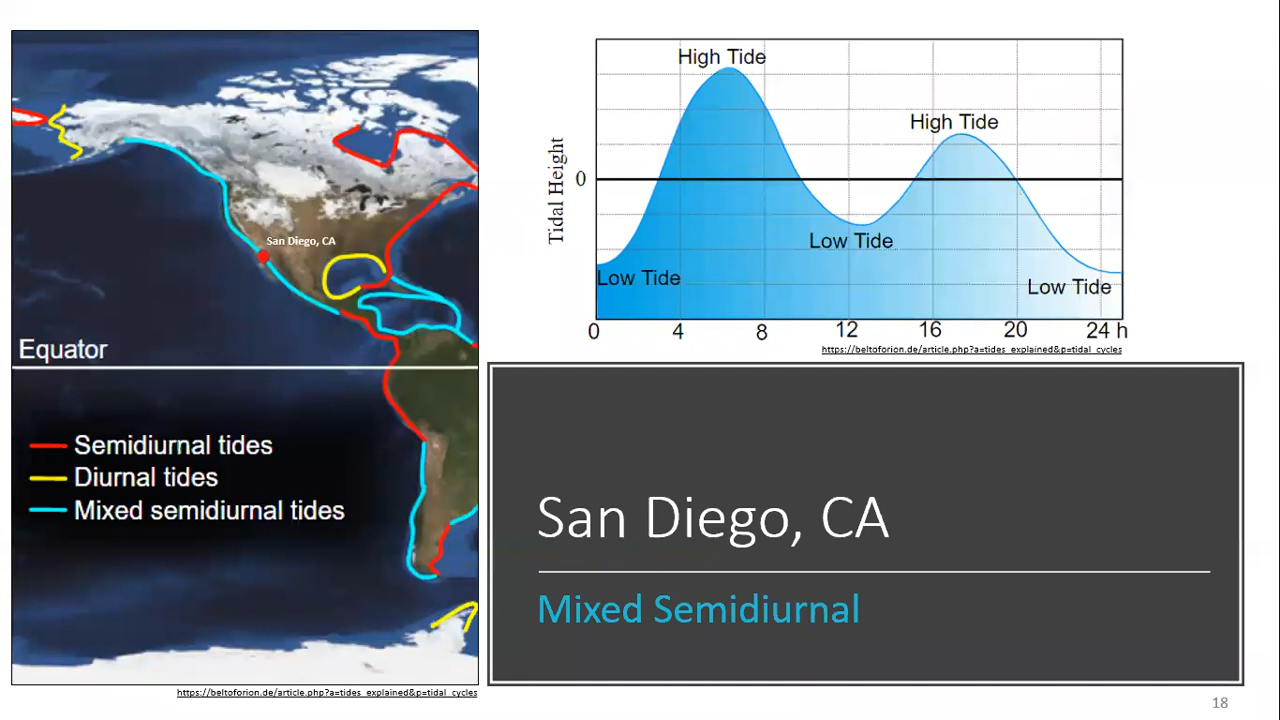 San Diego, CA
Equator
Semidiurnal tides
Diurnal tides
Mixed semidiurnal tides
https://beltoforion.de/article.php?a=tides_explained&p=tidal_cycles
High Tide
High Tide
Tidal Height
0
Low Tide
Low Tide
Low Tide
0 4 8 12 16 20 24 h
https://beltoforion.de/article.php?a=tides_explained&p=tidal_cycles
San Diego, CA
Mixed Semidiurnal
18